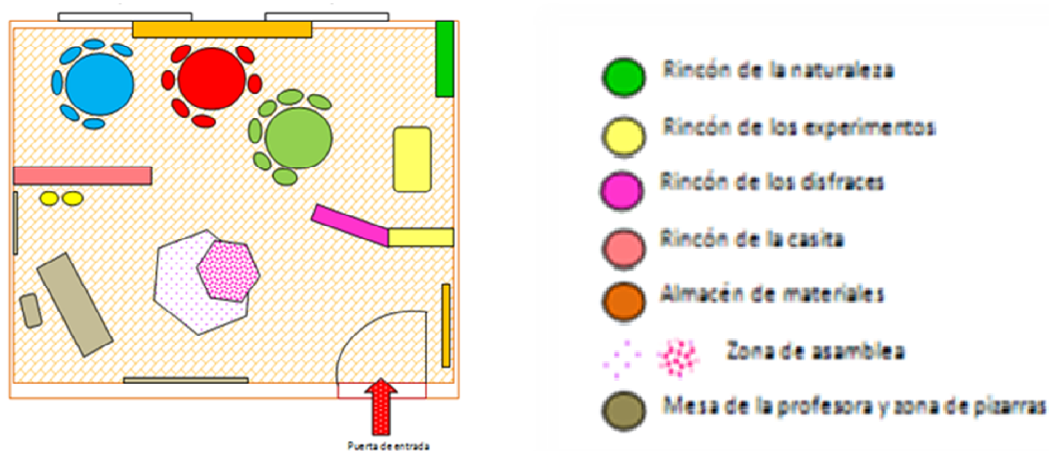 Rincón de la naturaleza
Rincón de los experimentos
Rincón de los disfraces
Rincón de la casita
Almacén de materiales
Zona de asamblea
Mesa de la profesora y zona de pizarras
Puerta de entrada